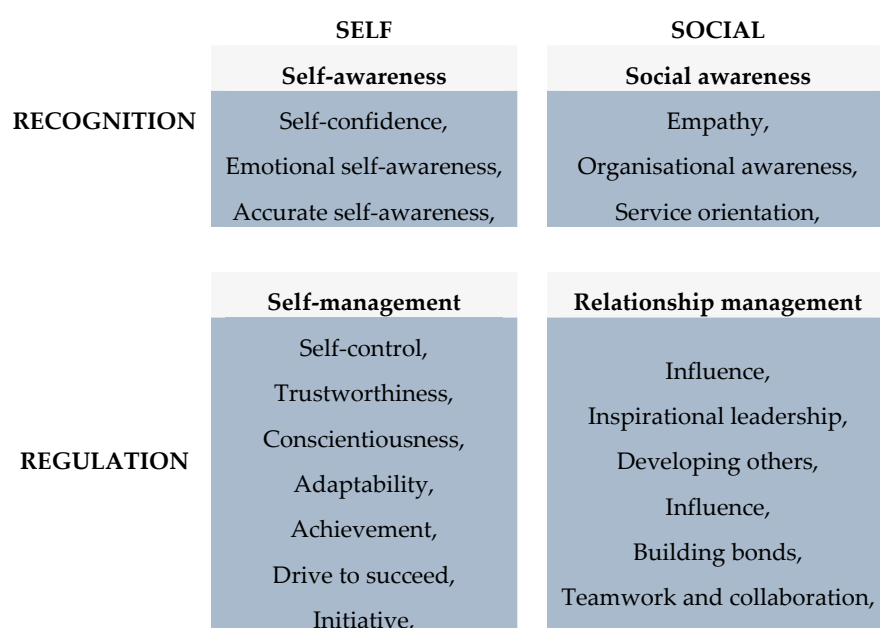 SELF SOCIAL
Self-awareness Social awareness
RECOGNITION
Self-confidence, Empathy,
Emotional self-awareness, Organisational awareness,
Accurate self-awareness, Service orientation,
Self-management Relationship management
REGULATION
Self-control,
Trustworthiness,
Conscientiousness,
Adaptability,
Achievement,
Drive to succeed,
Initiative,
Influence,
Inspirational leadership,
Developing others,
Influence,
Building bonds,
Teamwork and collaboration,